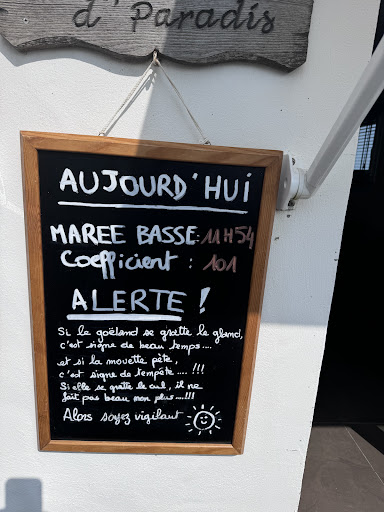 d'Paradis
AUJOURD'HUI
MAREE BASSE: 11H54
Coefficient : 101
ALERTE !
Si le goëland se gratte le gland,
c'est signe de beau temps....
et si la mouette pête,
c'est signe de tempête .... !!!
Si elle se gratte le cul, il ne
fait pas beau non plus....!!!
Alors soyez vigilant